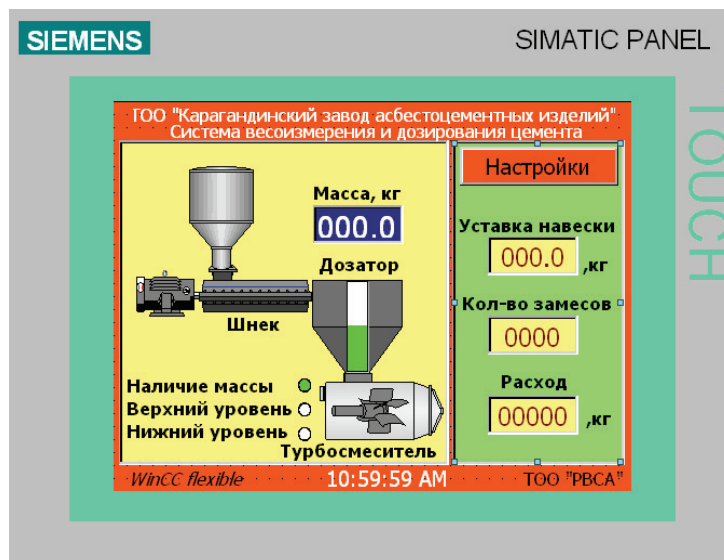 SIEMENS
SIMATIC PANEL
TOUCH
ТОО "Карагандинский завод асбестоцементных изделий"
Система весоизмерения и дозирования цемента
Настройки
Масса, кг
000.0
Уставка навески
000.0 ,кг
Дозатор
Кол-во замесов
0000
Шнек
Расход
00000 ,кг
Наличие массы
Верхний уровень
Нижний уровень
Турбосмеситель
WinCC flexible
10:59:59 AM
ТОО "РВСА"